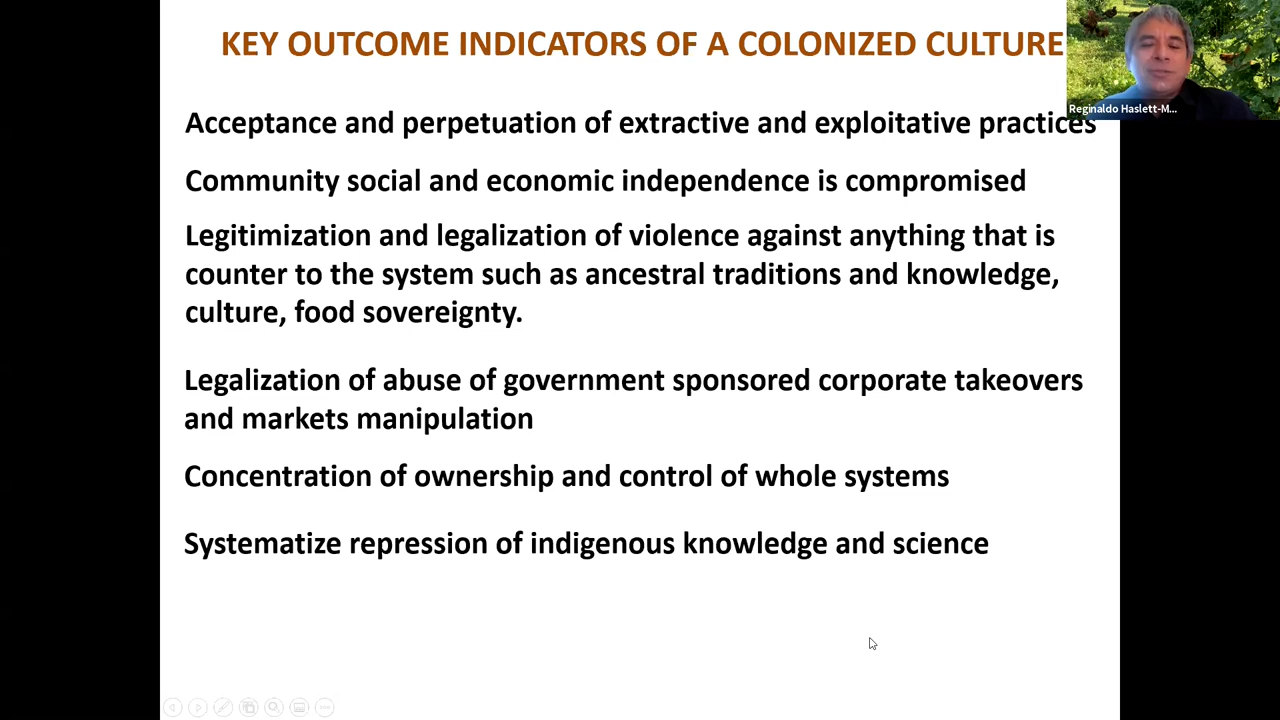 KEY OUTCOME INDICATORS OF A COLONIZED CULTURE
Reginaldo Haslett-M...
Acceptance and perpetuation of extractive and exploitative practices
Community social and economic independence is compromised
Legitimization and legalization of violence against anything that is
counter to the system such as ancestral traditions and knowledge,
culture, food sovereignty.
Legalization of abuse of government sponsored corporate takeovers
and markets manipulation
Concentration of ownership and control of whole systems
Systematize repression of indigenous knowledge and science